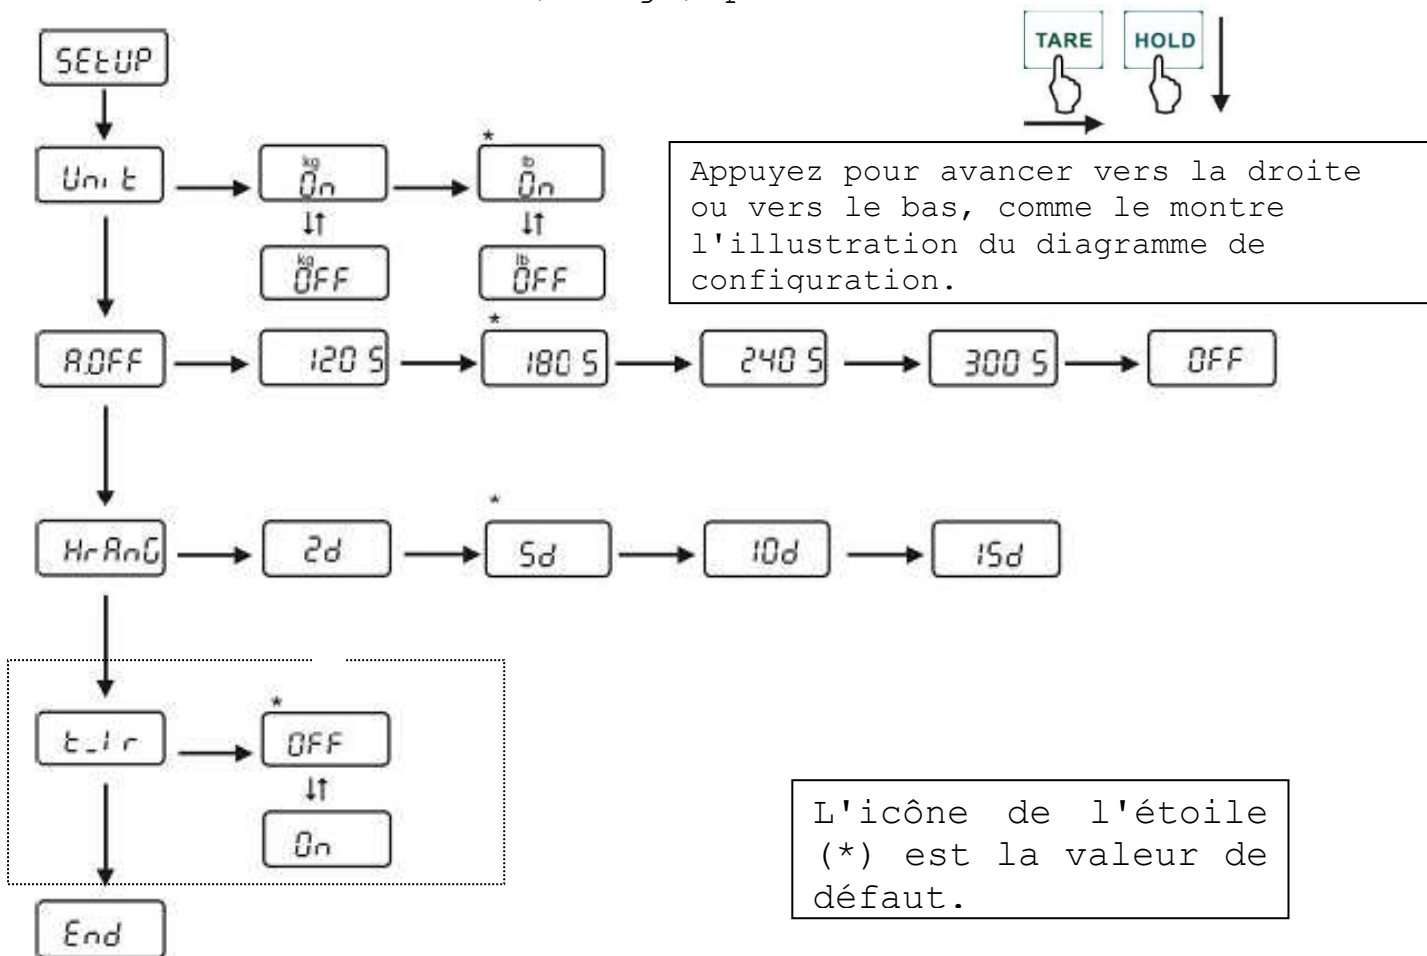 TARE HOLD
SEtUP
Unit
kg
On
*
lb
On
kg
OFF
lb
OFF
Appuyez pour avancer vers la droite
ou vers le bas, comme le montre
l'illustration du diagramme de
configuration.
A.OFF
120 S
*
180 S
240 S
300 S
OFF
HrAnG
2d
*
5d
10d
15d
t_Ir
*
OFF
On
L'icône de l'étoile
(*) est la valeur de
défaut.
End